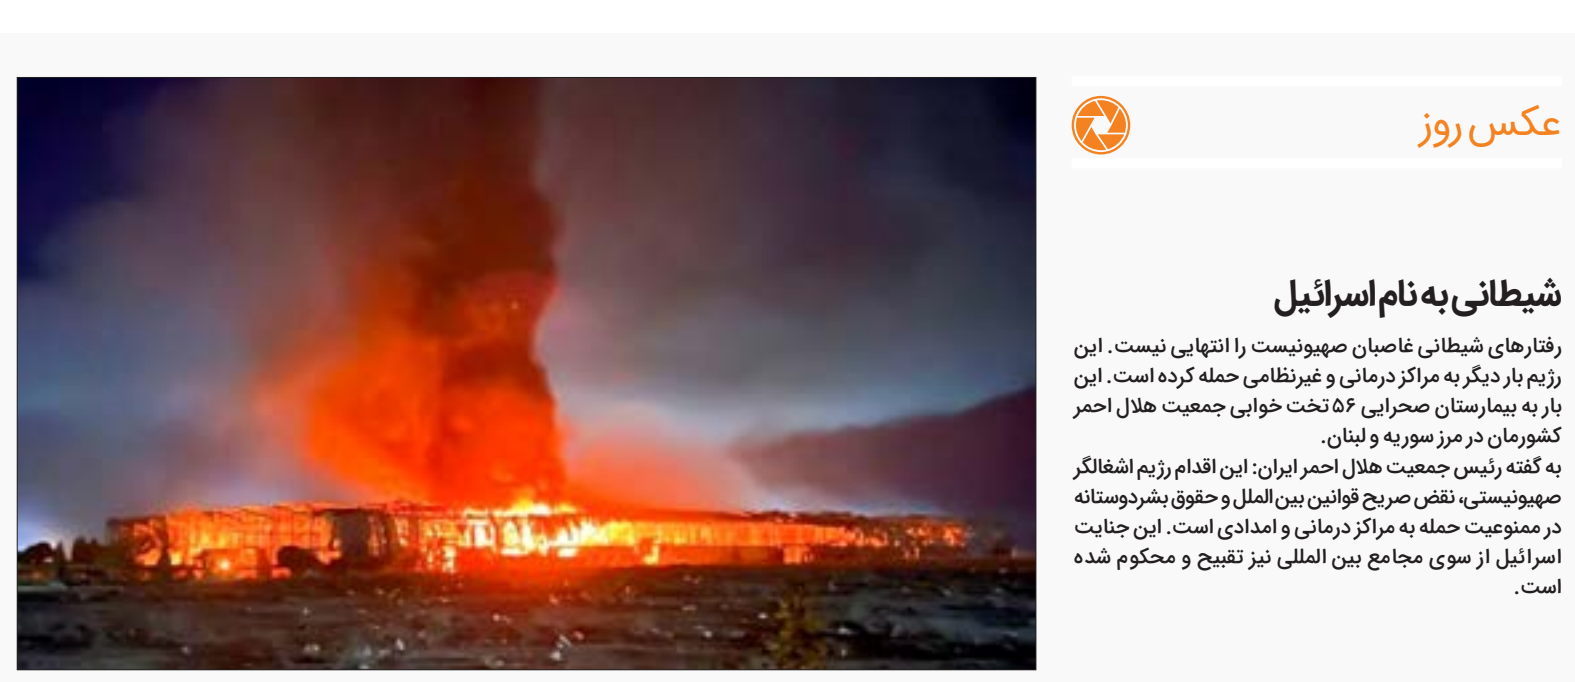 عکس روز
شیطانی به نام اسرائیل
رفتارهای شیطانی غاصبان صهیونیست را انتهایی نیست. این
رژیم بار دیگر به مراکز درمانی و غیرنظامی حمله کرده است. این
بار به بیمارستان صحرایی ۵۶ تخت خوابی جمعیت هلال احمر
کشورمان در مرز سوریه و لبنان.
به گفته رئیس جمعیت هلال احمر ایران: این اقدام رژیم اشغالگر
صهیونیستی، نقض صریح قوانین بین‌الملل و حقوق بشردوستانه
در ممنوعیت حمله به مراکز درمانی و امدادی است. این جنایت
اسرائیل از سوی مجامع بین المللی نیز تقبیح و محکوم شده
است.